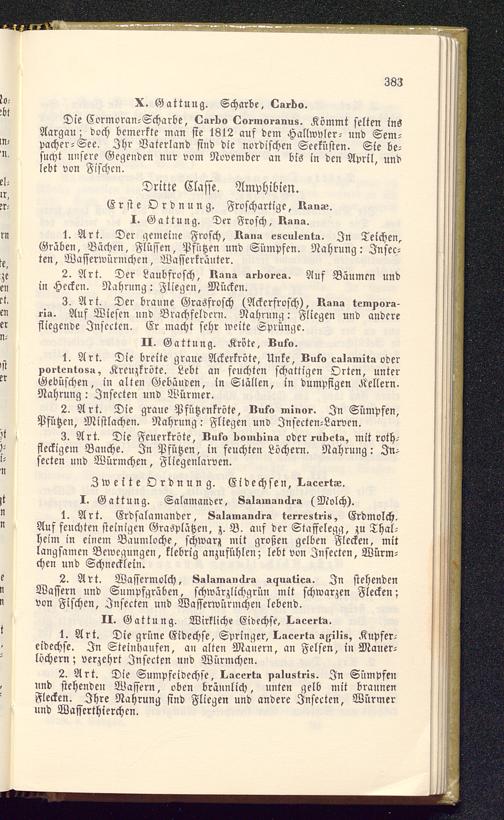 383
X. Gattung. Scharbe, Carbo.
Die Cormoran-Scharbe, Carbo Cormoranus. Kömmt selten ins
Aargau; doch bemerkte man sie 1812 auf dem Hallwyler- und Sem-
pacher-See. Ihr Vaterland sind die nordischen Seeküsten. Sie be-
sucht unsere Gegenden nur vom November an bis in den April, und
lebt von Fischen.
Dritte Classe. Amphibien.
Erste Ordnung. Froschartige, Ranæ.
I. Gattung. Der Frosch, Rana.
1. Art. Der gemeine Frosch, Rana esculenta. In Teichen,
Gräben, Bächen, Flüssen, Pfützen und Sümpfen. Nahrung: Insec-
ten, Wasserwürmchen, Wasserkräuter.
2. Art. Der Laubfrosch, Rana arborea. Auf Bäumen und
in Hecken. Nahrung: Fliegen, Mücken.
3. Art. Der braune Grasfrosch (Ackerfrosch), Rana tempora-
ria. Auf Wiesen und Brachfeldern. Nahrung: Fliegen und andere
fliegende Insecten. Er macht sehr weite Sprünge.
II. Gattung. Kröte, Bufo.
1. Art. Die breite graue Ackerkröte, Unke, Bufo calamita oder
portentosa, Kreuzkröte. Lebt an feuchten schattigen Orten, unter
Gebüschen, in alten Gebäuden, in Ställen, in dumpfigen Kellern.
Nahrung: Insecten und Würmer.
2. Art. Die graue Pfützenkröte, Bufo minor. In Sümpfen,
Pfützen, Mistlachen. Nahrung: Fliegen und Insecten-Larven.
3. Art. Die Feuerkröte, Bufo bombina oder rubeta, mit roth-
fleckigem Bauche. In Pfützen, in feuchten Löchern. Nahrung: In-
secten und Würmchen, Fliegenlarven.
Zweite Ordnung. Eidechsen, Lacertæ.
I. Gattung. Salamander, Salamandra (Molch).
1. Art. Erdsalamander, Salamandra terrestris, Erdmolch.
Auf feuchten steinigen Grasplätzen, z. B. auf der Staffelegg, zu Thal-
heim in einem Baumloche, schwarz mit großen gelben Flecken, mit
langsamen Bewegungen, klebrig anzufühlen; lebt von Insecten, Würm-
chen und Schnecklein.
2. Art. Wassermolch, Salamandra aquatica. In stehenden
Wassern und Sumpfgräben, schwärzlichgrün mit schwarzen Flecken;
von Fischen, Insecten und Wasserwürmchen lebend.
II. Gattung. Wirkliche Eidechse, Lacerta.
1. Art. Die grüne Eidechse, Springer, Lacerta agilis, Kupfer-
eidechse. In Steinhaufen, an alten Mauern, an Felsen, in Mauer-
löchern; verzehrt Insecten und Würmchen.
2. Art. Die Sumpfeidechse, Lacerta palustris. In Sümpfen
und stehenden Wassern, oben bräunlich, unten gelb mit braunen
Flecken. Ihre Nahrung sind Fliegen und andere Insecten, Würmer
und Wasserthierchen.